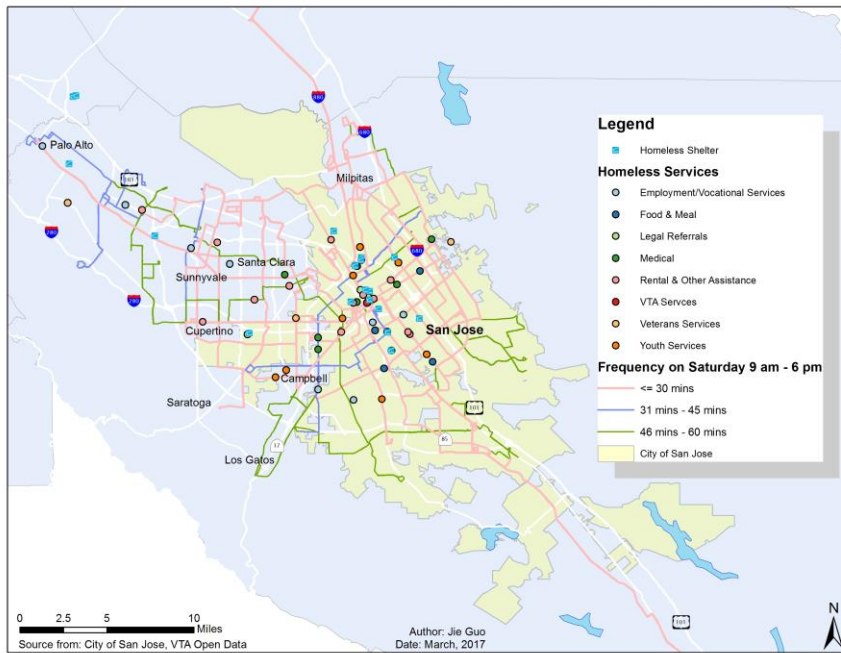 880
680
Palo Alto
101
Milpitas
280
680
Santa Clara
Sunnyvale
280
Cupertino
San Jose
Campbell
Saratoga
101
85
17
Los Gatos
101
Legend
Homeless Shelter
Homeless Services
Employment/Vocational Services
Food & Meal
Legal Referrals
Medical
Rental & Other Assistance
VTA Servces
Veterans Services
Youth Services
Frequency on Saturday 9 am - 6 pm
<= 30 mins
31 mins - 45 mins
46 mins - 60 mins
City of San Jose
0 2.5 5 10
Miles
Source from: City of San Jose, VTA Open Data
Author: Jie Guo
Date: March, 2017
N